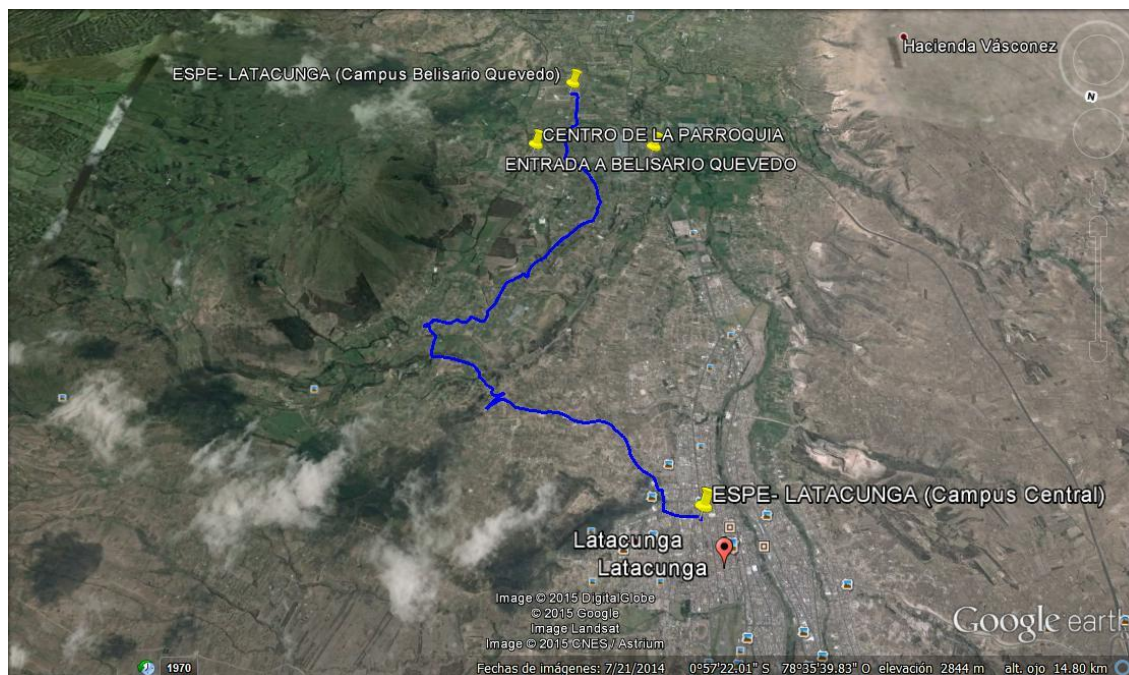 Hacienda Vásconez
N
ESPE- LATACUNGA (Campus Belisario Quevedo)
CENTRO DE LA PARROQUIA
ENTRADA A BELISARIO QUEVEDO
ESPE- LATACUNGA (Campus Central)
Latacunga
Latacunga
Image © 2015 DigitalGlobe
© 2015 Google
Image Landsat
Image © 2015 CNES / Astrium
Google earth
1970
Fechas de imágenes: 7/21/2014 0°57'22.01" S 78°35'39.83" O elevación 2844 m alt. ojo 14.80 km